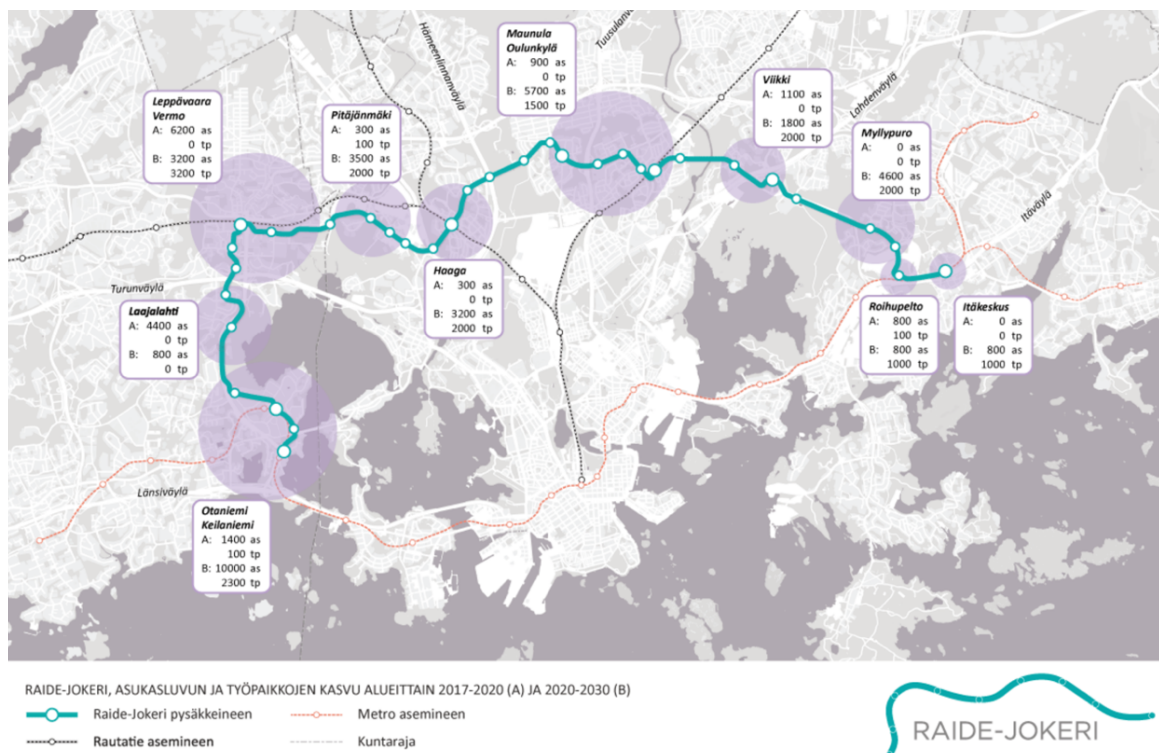 Maunula
Oulunkylä
A: 900 as
0 tp
B: 5700 as
1500 tp
Hämeenlinnanväylä
Viikki
A: 1100 as
0 tp
B: 1800 as
2000 tp
Lahdenväylä
Leppävaara
Vermo
A: 6200 as
0 tp
B: 3200 as
3200 tp
Pitäjänmäki
A: 300 as
100 tp
B: 3500 as
2000 tp
Myllypuro
A: 0 as
0 tp
B: 4600 as
2000 tp
Itäväylä
Turunväylä
Haaga
A: 300 as
0 tp
B: 3200 as
2000 tp
Laajalahti
A: 4400 as
0 tp
B: 800 as
0 tp
Roihupelto
A: 800 as
100 tp
B: 800 as
1000 tp
Itäkeskus
A: 0 as
0 tp
B: 800 as
1000 tp
Länsiväylä
Otaniemi
Keilaniemi
A: 1400 as
100 tp
B: 10000 as
2300 tp
RAIDE-JOKERI, ASUKASLUVUN JA TYÖPAIKKOJEN KASVU ALUEITTAIN 2017-2020 (A) JA 2020-2030 (B)
Raide-Jokeri pysäkkeineen
Metro asemineen
Rautatie asemineen
Kuntaraja
RAIDE-JOKERI